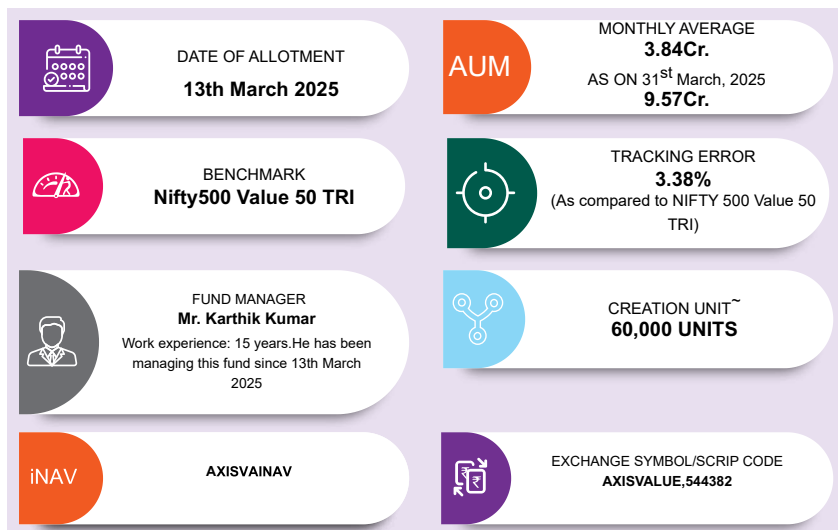 DATE OF ALLOTMENT
13th March 2025
AUM
MONTHLY AVERAGE
3.84Cr.
AS ON 31st March, 2025
9.57Cr.
BENCHMARK
Nifty500 Value 50 TRI
TRACKING ERROR
3.38%
(As compared to NIFTY 500 Value 50
TRI)
FUND MANAGER
Mr. Karthik Kumar
Work experience: 15 years.He has been
managing this fund since 13th March
2025
CREATION UNIT~
60,000 UNITS
iNAV
AXISVAINAV
₹
₹
EXCHANGE SYMBOL/SCRIP CODE
AXISVALUE,544382